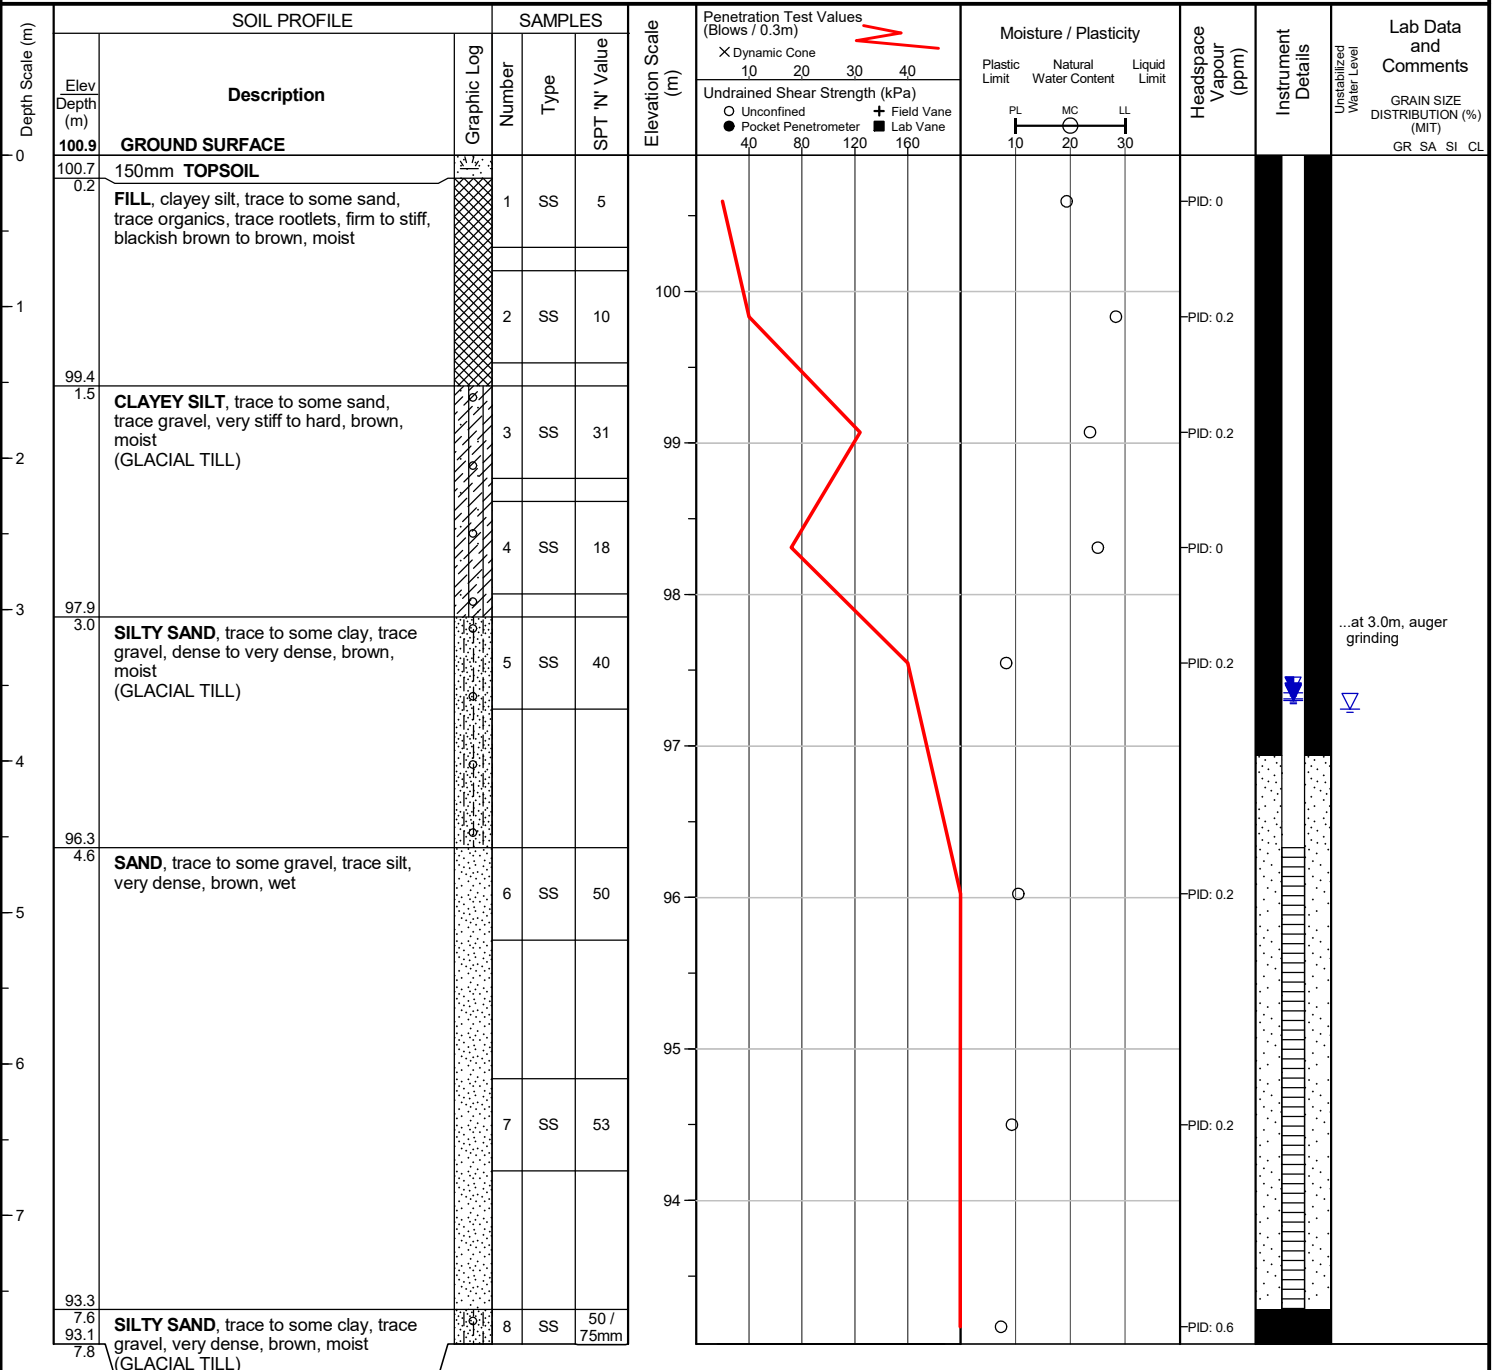 SOIL PROFILE
SAMPLES
Depth Scale (m)
Elev
Depth
(m)
Description
Graphic Log
Number
Type
SPT 'N' Value
Elevation Scale
(m)
Penetration Test Values
(Blows / 0.3m)
× Dynamic Cone
10 20 30 40
Undrained Shear Strength (kPa)
Unconfined
+ Field Vane
Pocket Penetrometer
Lab Vane
40 80 120 160
Moisture / Plasticity
Plastic
Limit
Natural
Water Content
Liquid
Limit
PL MC LL
10 20 30
Headspace
Vapour
(ppm)
Instrument
Details
Unstabilized
Water Level
Lab Data
and
Comments
GRAIN SIZE
DISTRIBUTION (%)
(MIT)
GR SA SI CL
100.9 GROUND SURFACE
0
100.7 150mm TOPSOIL
0.2
FILL, clayey silt, trace to some sand,
trace organics, trace rootlets, firm to stiff,
blackish brown to brown, moist
1 SS 5
PID: 0
100
1
2 SS 10
PID: 0.2
99.4
1.5
CLAYEY SILT, trace to some sand,
trace gravel, very stiff to hard, brown,
moist
(GLACIAL TILL)
3 SS 31
PID: 0.2
99
2
4 SS 18
PID: 0
98
3
97.9
3.0
SILTY SAND, trace to some clay, trace
gravel, dense to very dense, brown,
moist
(GLACIAL TILL)
...at 3.0m, auger
grinding
5 SS 40
PID: 0.2
97
4
96.3
4.6
SAND, trace to some gravel, trace silt,
very dense, brown, wet
6 SS 50
PID: 0.2
96
5
95
6
7 SS 53
PID: 0.2
94
7
93.3
7.6
93.1
7.8
SILTY SAND, trace to some clay, trace
gravel, very dense, brown, moist
(GLACIAL TILL)
8 SS
50 /
75mm
PID: 0.6